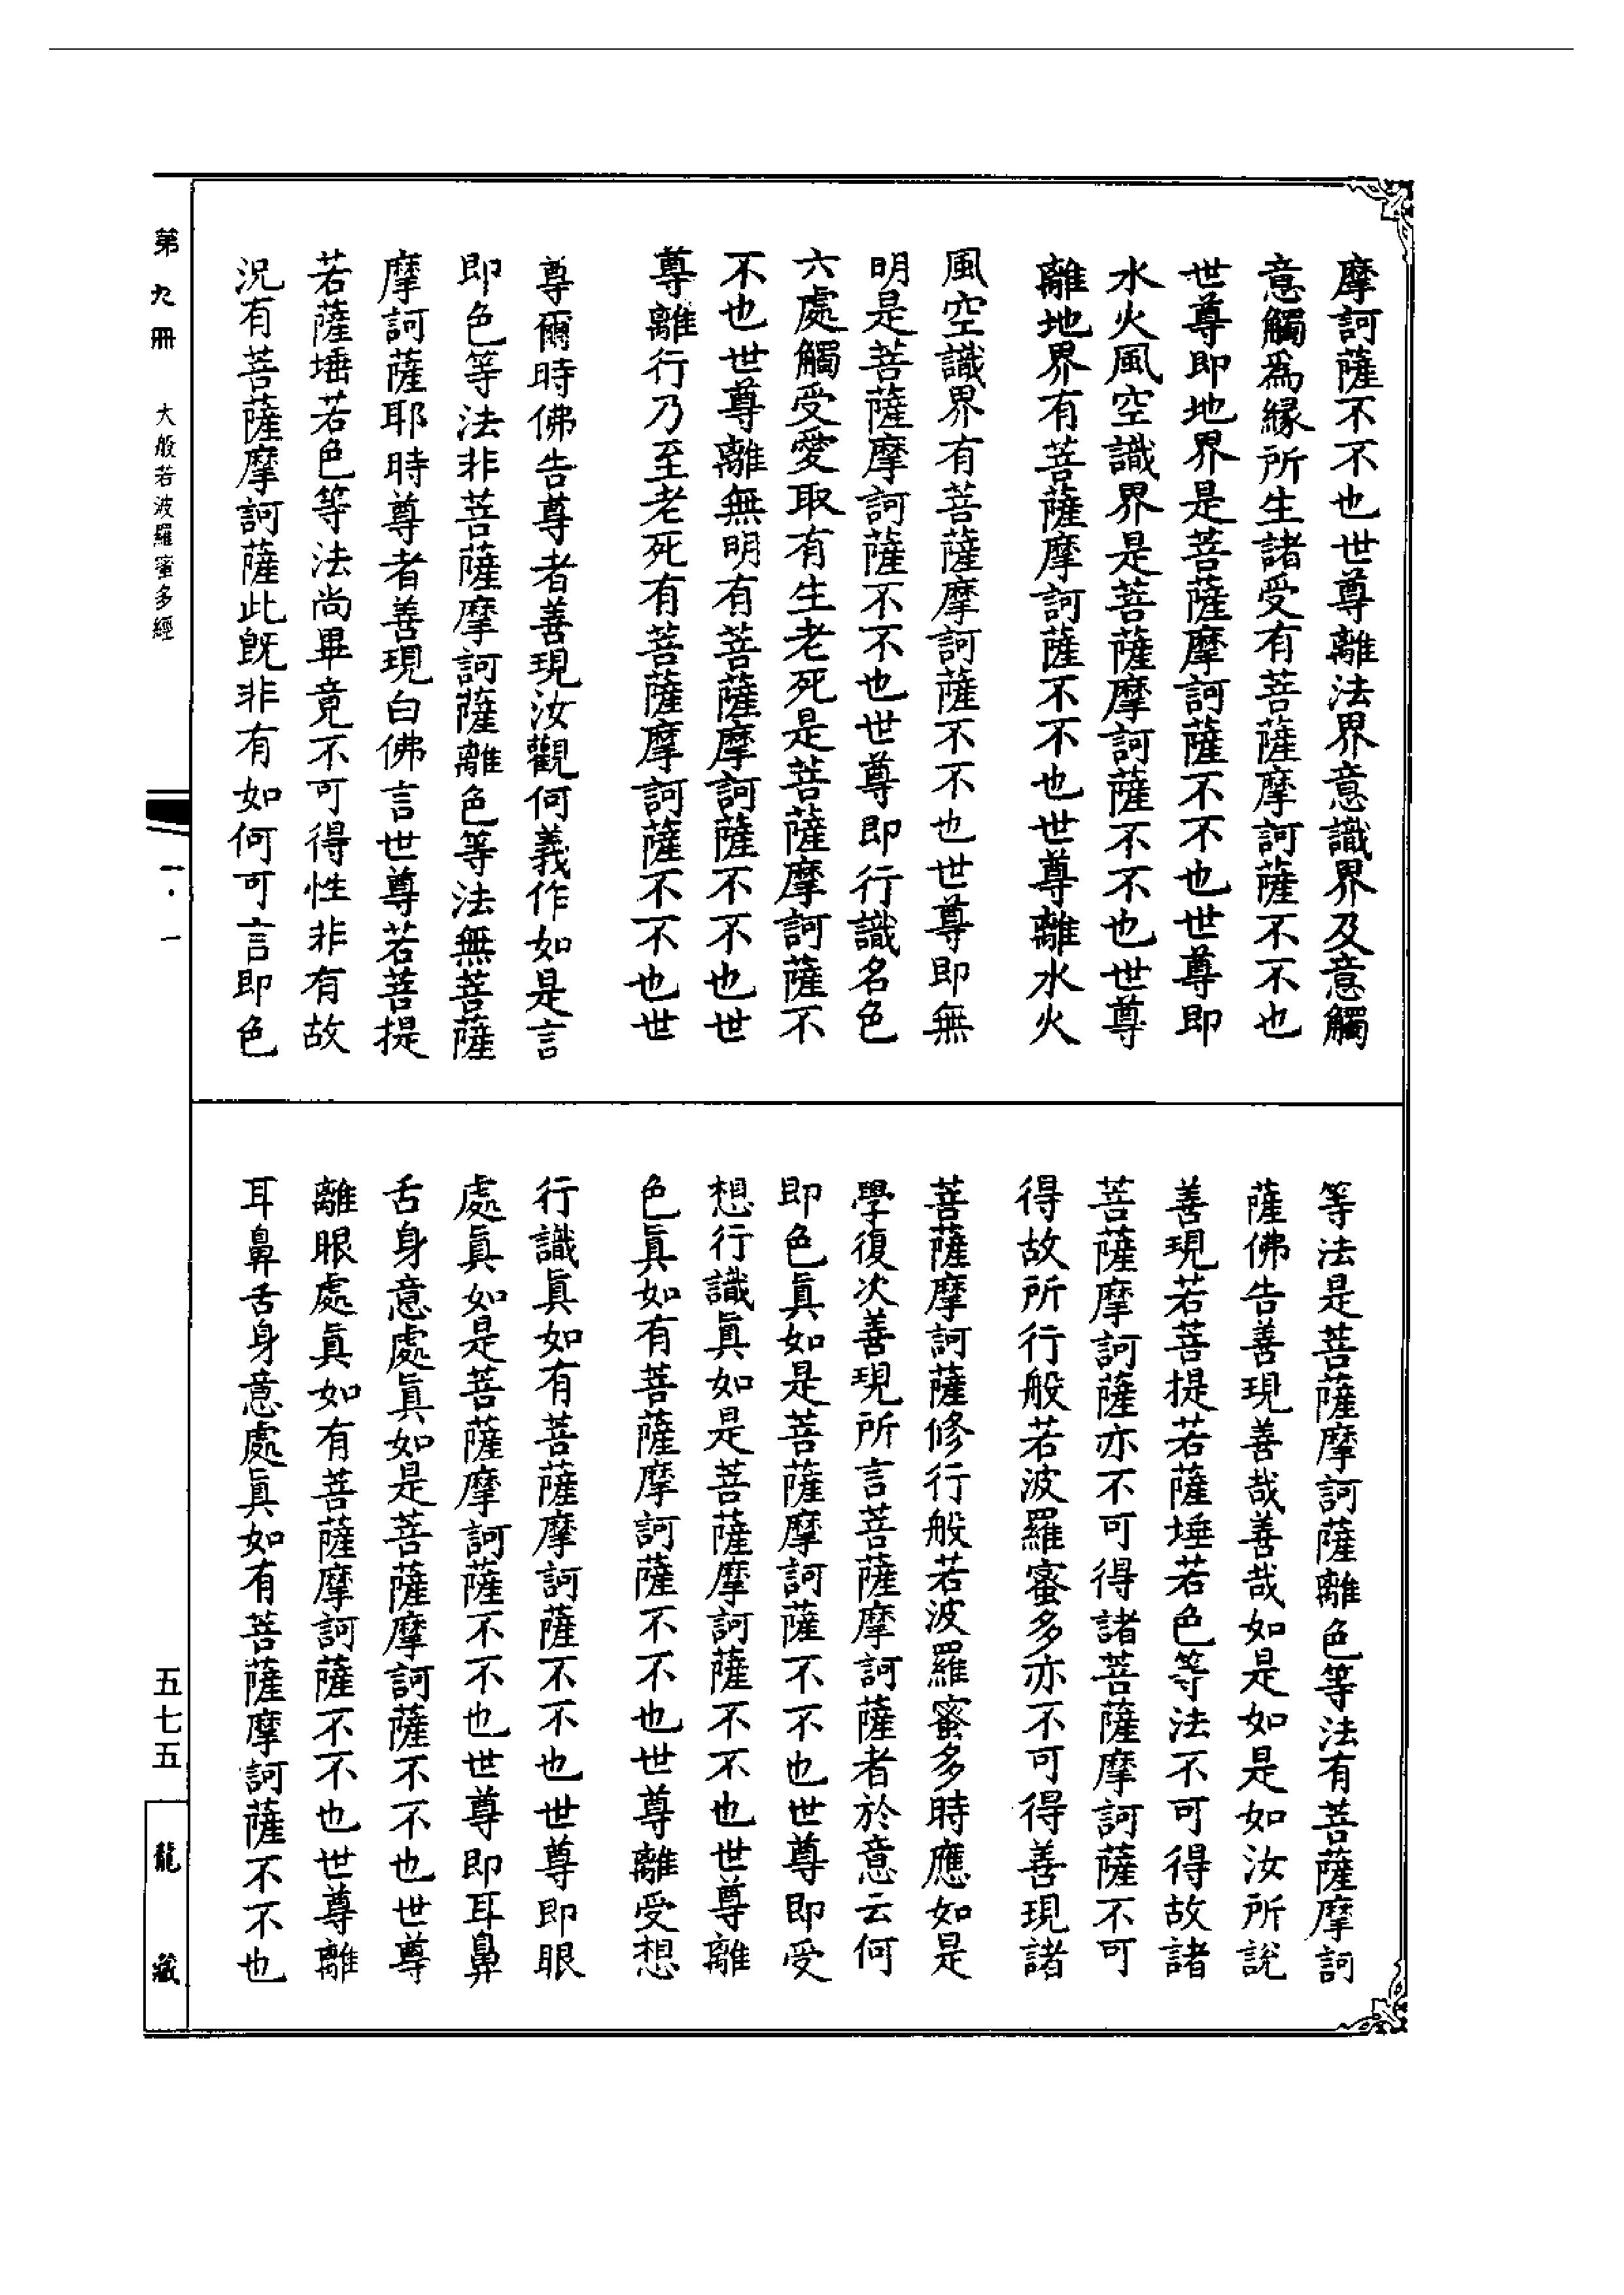 摩訶薩不不也世尊離法界意識界及意觸
意觸爲緣所生諸受有菩薩摩訶薩不不也
世尊即地界是菩薩摩訶薩不不也世尊即
水火風空識界是菩薩摩訶薩不不也世尊
離地界有菩薩摩訶薩不不也世尊離水火
風空識界有菩薩摩訶薩不不也世尊即無
明是菩薩摩訶薩不不也世尊即行識名色
六處觸受愛取有生老死是菩薩摩訶薩不
不也世尊離無明有菩薩摩訶薩不不也世
尊離行乃至老死有菩薩摩訶薩不不也世
尊爾時佛告尊者善現汝觀何義作如是言
即色等法非菩薩摩訶薩離色等法無菩薩
摩訶薩耶時尊者善現白佛言世尊若菩提
若薩埵若色等法尚畢竟不可得性非有故
況有菩薩摩訶薩此旣非有如何可言即色
等法是菩薩摩訶薩離色等法有菩薩摩訶
薩佛告善現善哉善哉如是如是如汝所說
善現若菩提若薩埵若色等法不可得故諸
菩薩摩訶薩亦不可得諸菩薩摩訶薩不可
得故所行般若波羅蜜多亦不可得善現諸
菩薩摩訶薩修行般若波羅蜜多時應如是
學復次善現所言菩薩摩訶薩者於意云何
即色眞如是菩薩摩訶薩不不也世尊即受
想行識眞如是菩薩摩訶薩不不也世尊離
色眞如有菩薩摩訶薩不不也世尊離受想
行識眞如有菩薩摩訶薩不不也世尊即眼
處眞如是菩薩摩訶薩不不也世尊即耳鼻
舌身意處眞如是菩薩摩訶薩不不也世尊
離眼處眞如有菩薩摩訶薩不不也世尊離
耳鼻舌身意處眞如有菩薩摩訶薩不不也
第九冊 大般若波羅蜜多經 一·一 五七五 龍藏